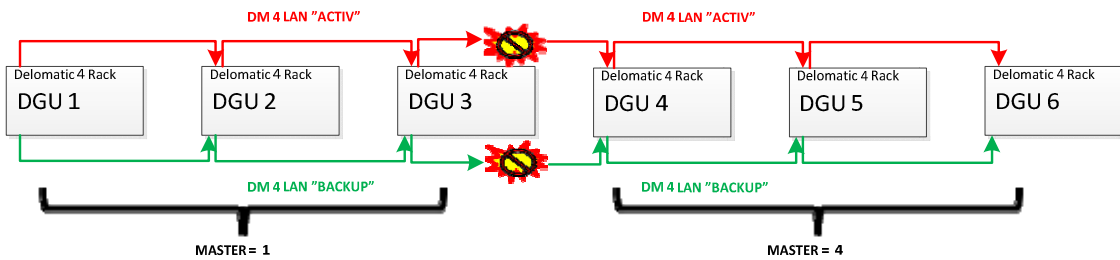 DM 4 LAN "ACTIV" DM 4 LAN "ACTIV"
Delomatic 4 Rack Delomatic 4 Rack Delomatic 4 Rack Delomatic 4 Rack Delomatic 4 Rack Delomatic 4 Rack
DGU 1 DGU 2 DGU 3 DGU 4 DGU 5 DGU 6
DM 4 LAN "BACKUP" DM 4 LAN "BACKUP"
MASTER = 1 MASTER = 4